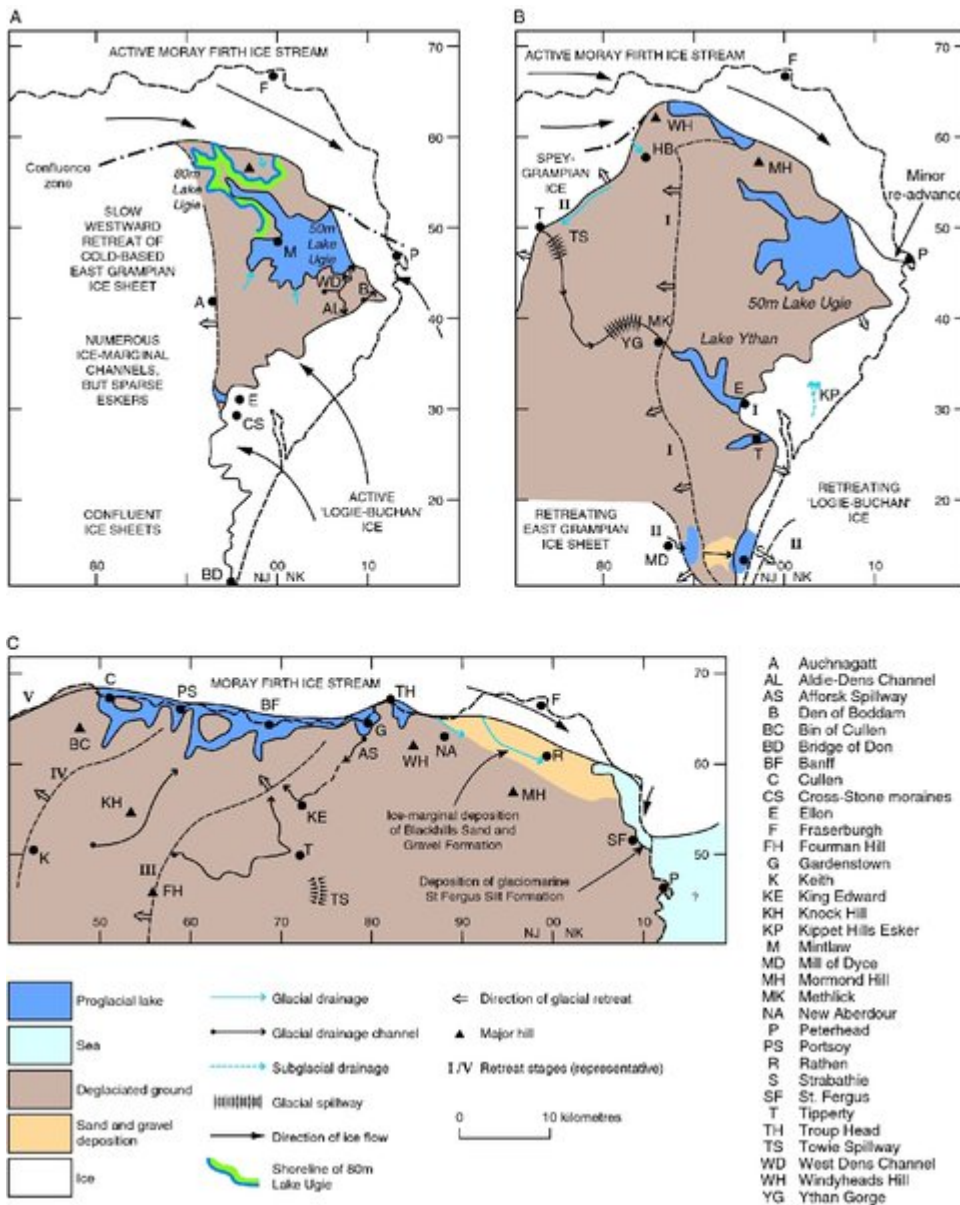 A
ACTIVE MORAY FIRTH ICE STREAM
70
F
60
Confluence
zone
80m
Lake
Ugie
SLOW
WESTWARD
RETREAT OF
COLD-BASED
EAST GRAMPIAN
ICE SHEET
50m
Lake
Ugie
50
M
P
WD
B
A
AL
40
NUMEROUS
ICE-MARGINAL
CHANNELS,
BUT SPARSE
ESKERS
E
30
CS
ACTIVE
'LOGIE-BUCHAN'
ICE
20
CONFLUENT
ICE SHEETS
BD
80
NJ
NK
10
B
ACTIVE MORAY FIRTH ICE STREAM
70
F
WH
60
HB
MH
SPEY-
GRAMPIAN
ICE
Minor
re-advance
II
I
T
50
TS
P
50m Lake Ugie
MK
Lake Ythan
40
YG
E
KP
I
30
T
I
RETREATING
'LOGIE-BUCHAN'
ICE
20
RETREATING
EAST GRAMPIAN
ICE SHEET
II
II
MD
80
NJ
00
NK
10
C
MORAY FIRTH ICE STREAM
70
V
C
PS
BF
TH
F
G
BC
AS
NA
R
WH
60
IV
KH
KE
MH
Ice-marginal deposition
of Blackhills Sand and
Gravel Formation
SF
K
T
50
III
FH
TS
Deposition of glaciomarine
St Fergus Silt Formation
P
?
50
60
70
80
90
NJ
00
NK
10
Proglacial lake
Sea
Deglaciated ground
Sand and gravel
deposition
Ice
Glacial drainage
Glacial drainage channel
Subglacial drainage
Glacial spillway
Direction of ice flow
Shoreline of 80m
Lake Ugie
Direction of glacial retreat
Major hill
I/V Retreat stages (representative)
0 10 kilometres
A Auchnagatt
AL Aldie-Dens Channel
AS Afforsk Spillway
B Den of Boddam
BC Bin of Cullen
BD Bridge of Don
BF Banff
C Cullen
CS Cross-Stone moraines
E Ellon
F Fraserburgh
FH Fourman Hill
G Gardenstown
K Keith
KE King Edward
KH Knock Hill
KP Kippet Hills Esker
M Mintlaw
MD Mill of Dyce
MH Mormond Hill
MK Methlick
NA New Aberdour
P Peterhead
PS Portsoy
R Rathen
S Strabathie
SF St. Fergus
T Tipperty
TH Troup Head
TS Towie Spillway
WD West Dens Channel
WH Windyheads Hill
YG Ythan Gorge